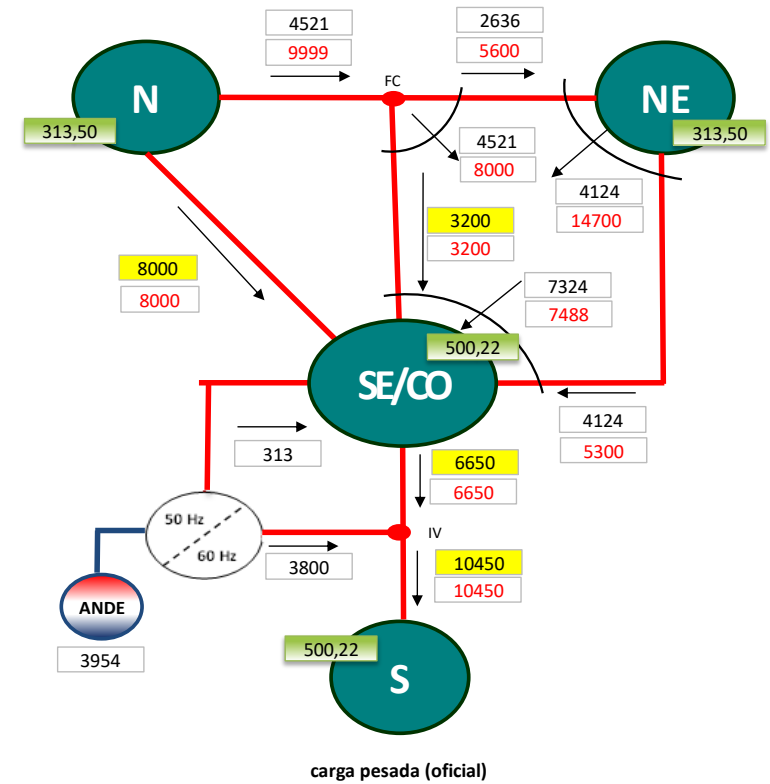 4521
9999
2636
5600
FC
N
NE
313,50
313,50
4521
8000
4124
14700
3200
3200
8000
8000
7324
7488
500,22
SE/CO
4124
5300
313
6650
6650
50 Hz
60 Hz
IV
3800
10450
10450
ANDE
3954
500,22
S
carga pesada (oficial)